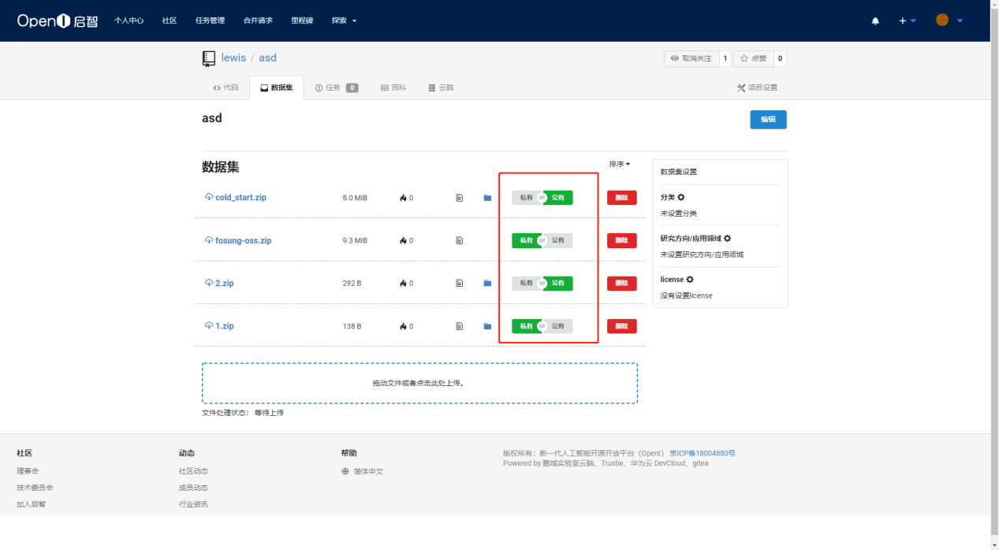 OpenI 启智 个人中心 社区 任务管理 合并请求 里程碑 探索
lewis / asd 取消关注 1 点赞 0
代码 数据集 任务 0 百科 云脑 项目设置
asd 编辑
数据集 排序
cold_start.zip 8.0 MiB 0 私有 or 公有 删除
fosung-oss.zip 9.3 MiB 0 私有 or 公有 删除
2.zip 292 B 0 私有 or 公有 删除
1.zip 138 B 0 私有 or 公有 删除
数据集设置
分类
未设置分类
研究方向/应用领域
未设置研究方向/应用领域
license
没有设置license
拖动文件或者点击此处上传。
文件处理状态: 等待上传
社区
理事会
技术委员会
加入启智
动态
社区动态
成员动态
行业资讯
帮助
简体中文
版权所有：新一代人工智能开源开放平台（OpenI） 京ICP备18004880号
Powered by 鹏城实验室云脑、Trustie、华为云 DevCloud、gitea